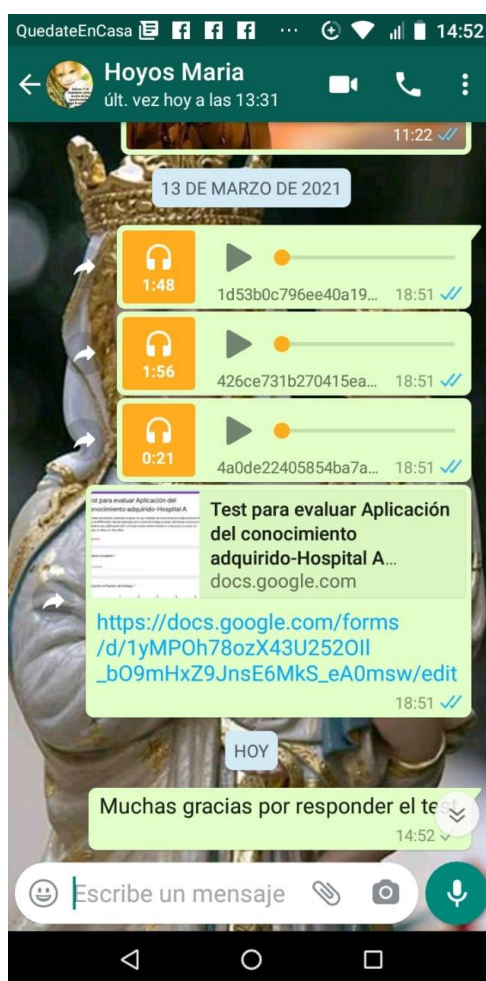 QuedateEnCasa 14:52
Hoyos Maria
últ. vez hoy a las 13:31
11:22
13 DE MARZO DE 2021
1:48
1d53b0c796ee40a19... 18:51
1:56
426ce731b270415ea... 18:51
0:21
4a0de22405854ba7a... 18:51
Test para evaluar Aplicación del
conocimiento adquirido-Hospital A
Test para evaluar Aplicación
del conocimiento
adquirido-Hospital A...
docs.google.com
https://docs.google.com/forms
/d/1yMPOh78ozX43U252OIl
_bO9mHxZ9JnsE6MkS_eA0msw/edit
18:51
HOY
Muchas gracias por responder el test
14:52
Escribe un mensaje